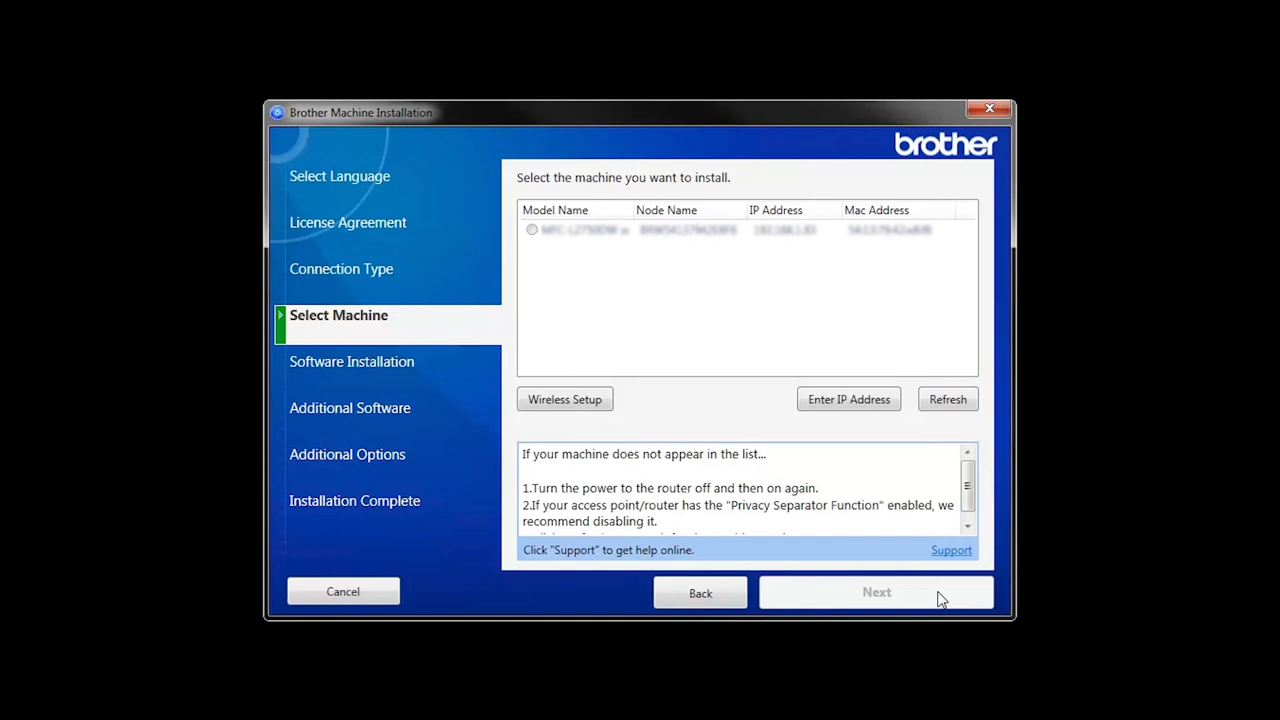 Brother Machine Installation
brother
Select Language
License Agreement
Connection Type
Select Machine
Software Installation
Additional Software
Additional Options
Installation Complete
Select the machine you want to install.
Model Name Node Name IP Address Mac Address
Wireless Setup Enter IP Address Refresh
If your machine does not appear in the list...
1.Turn the power to the router off and then on again.
2.If your access point/router has the "Privacy Separator Function" enabled, we
recommend disabling it.
Click "Support" to get help online. Support
Cancel Back Next